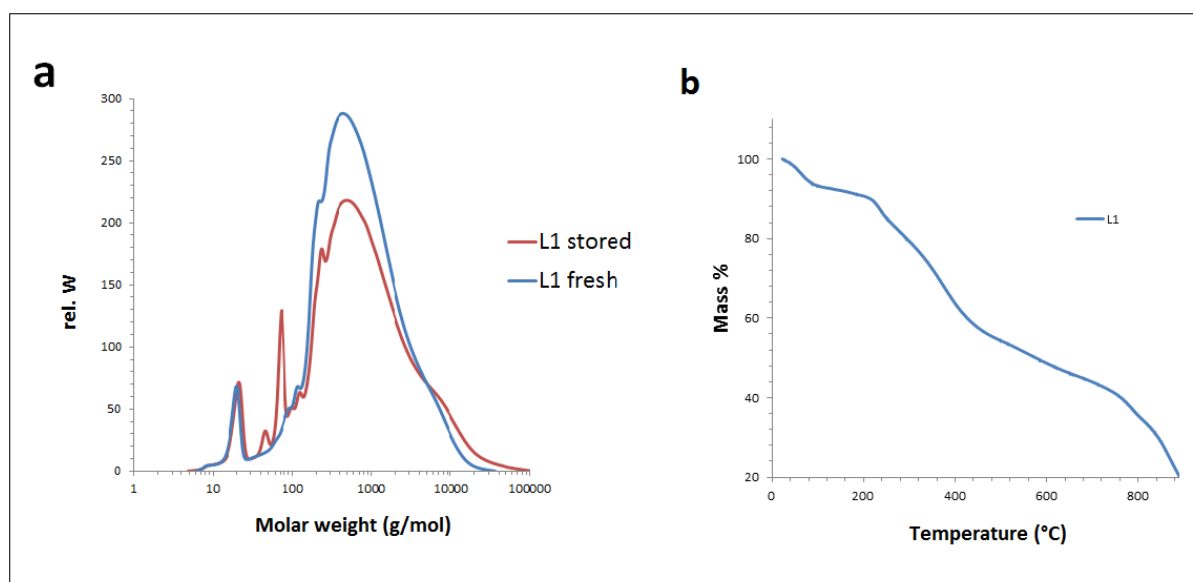 a
300
250
200
150
100
50
0
rel. W
1 10 100 1000 10000 100000
Molar weight (g/mol)
L1 stored
L1 fresh
b
100
80
60
40
20
Mass %
0 200 400 600 800
Temperature (°C)
L1